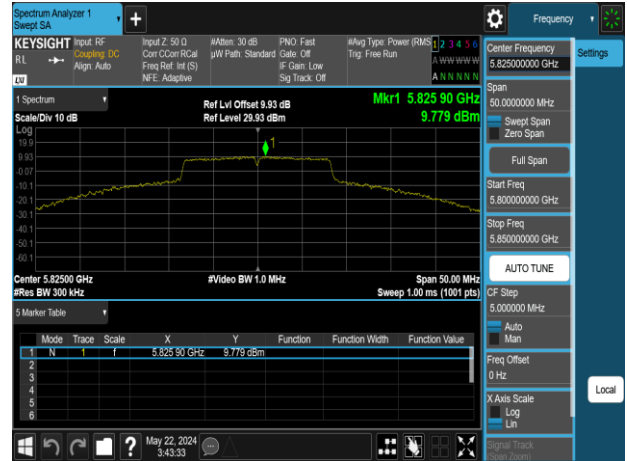 Spectrum Analyzer 1
Swept SA
+
Frequency
KEYSIGHT
RL
LXI
Input: RF
Coupling: DC
Align: Auto
Input Z: 50 Ω
Corr CCorr RCal
Freq Ref: Int (S)
NFE: Adaptive
#Atten: 30 dB
µW Path: Standard
PNO: Fast
Gate: Off
IF Gain: Low
Sig Track: Off
#Avg Type: Power (RMS
Trig: Free Run
1 2 3 4 5 6
A W W W W W
A N N N N N
1 Spectrum
Scale/Div 10 dB
Ref Lvl Offset 9.93 dB
Ref Level 29.93 dBm
Mkr1 5.825 90 GHz
9.779 dBm
Log
1
19.9
9.93
-0.07
-10.1
-20.1
-30.1
-40.1
-50.1
-60.1
Center 5.82500 GHz
#Res BW 300 kHz
#Video BW 1.0 MHz
Span 50.00 MHz
Sweep 1.00 ms (1001 pts)
5 Marker Table
Mode Trace Scale X Y Function Function Width Function Value
1 N 1 f 5.825 90 GHz 9.779 dBm
2
3
4
5
6
?
May 22, 2024
3:43:33
Center Frequency
5.825000000 GHz
Span
50.0000000 MHz
Swept Span
Zero Span
Full Span
Start Freq
5.800000000 GHz
Stop Freq
5.850000000 GHz
AUTO TUNE
CF Step
5.000000 MHz
Auto
Man
Freq Offset
0 Hz
X Axis Scale
Log
Lin
Signal Track
(Span Zoom)
Settings
Local